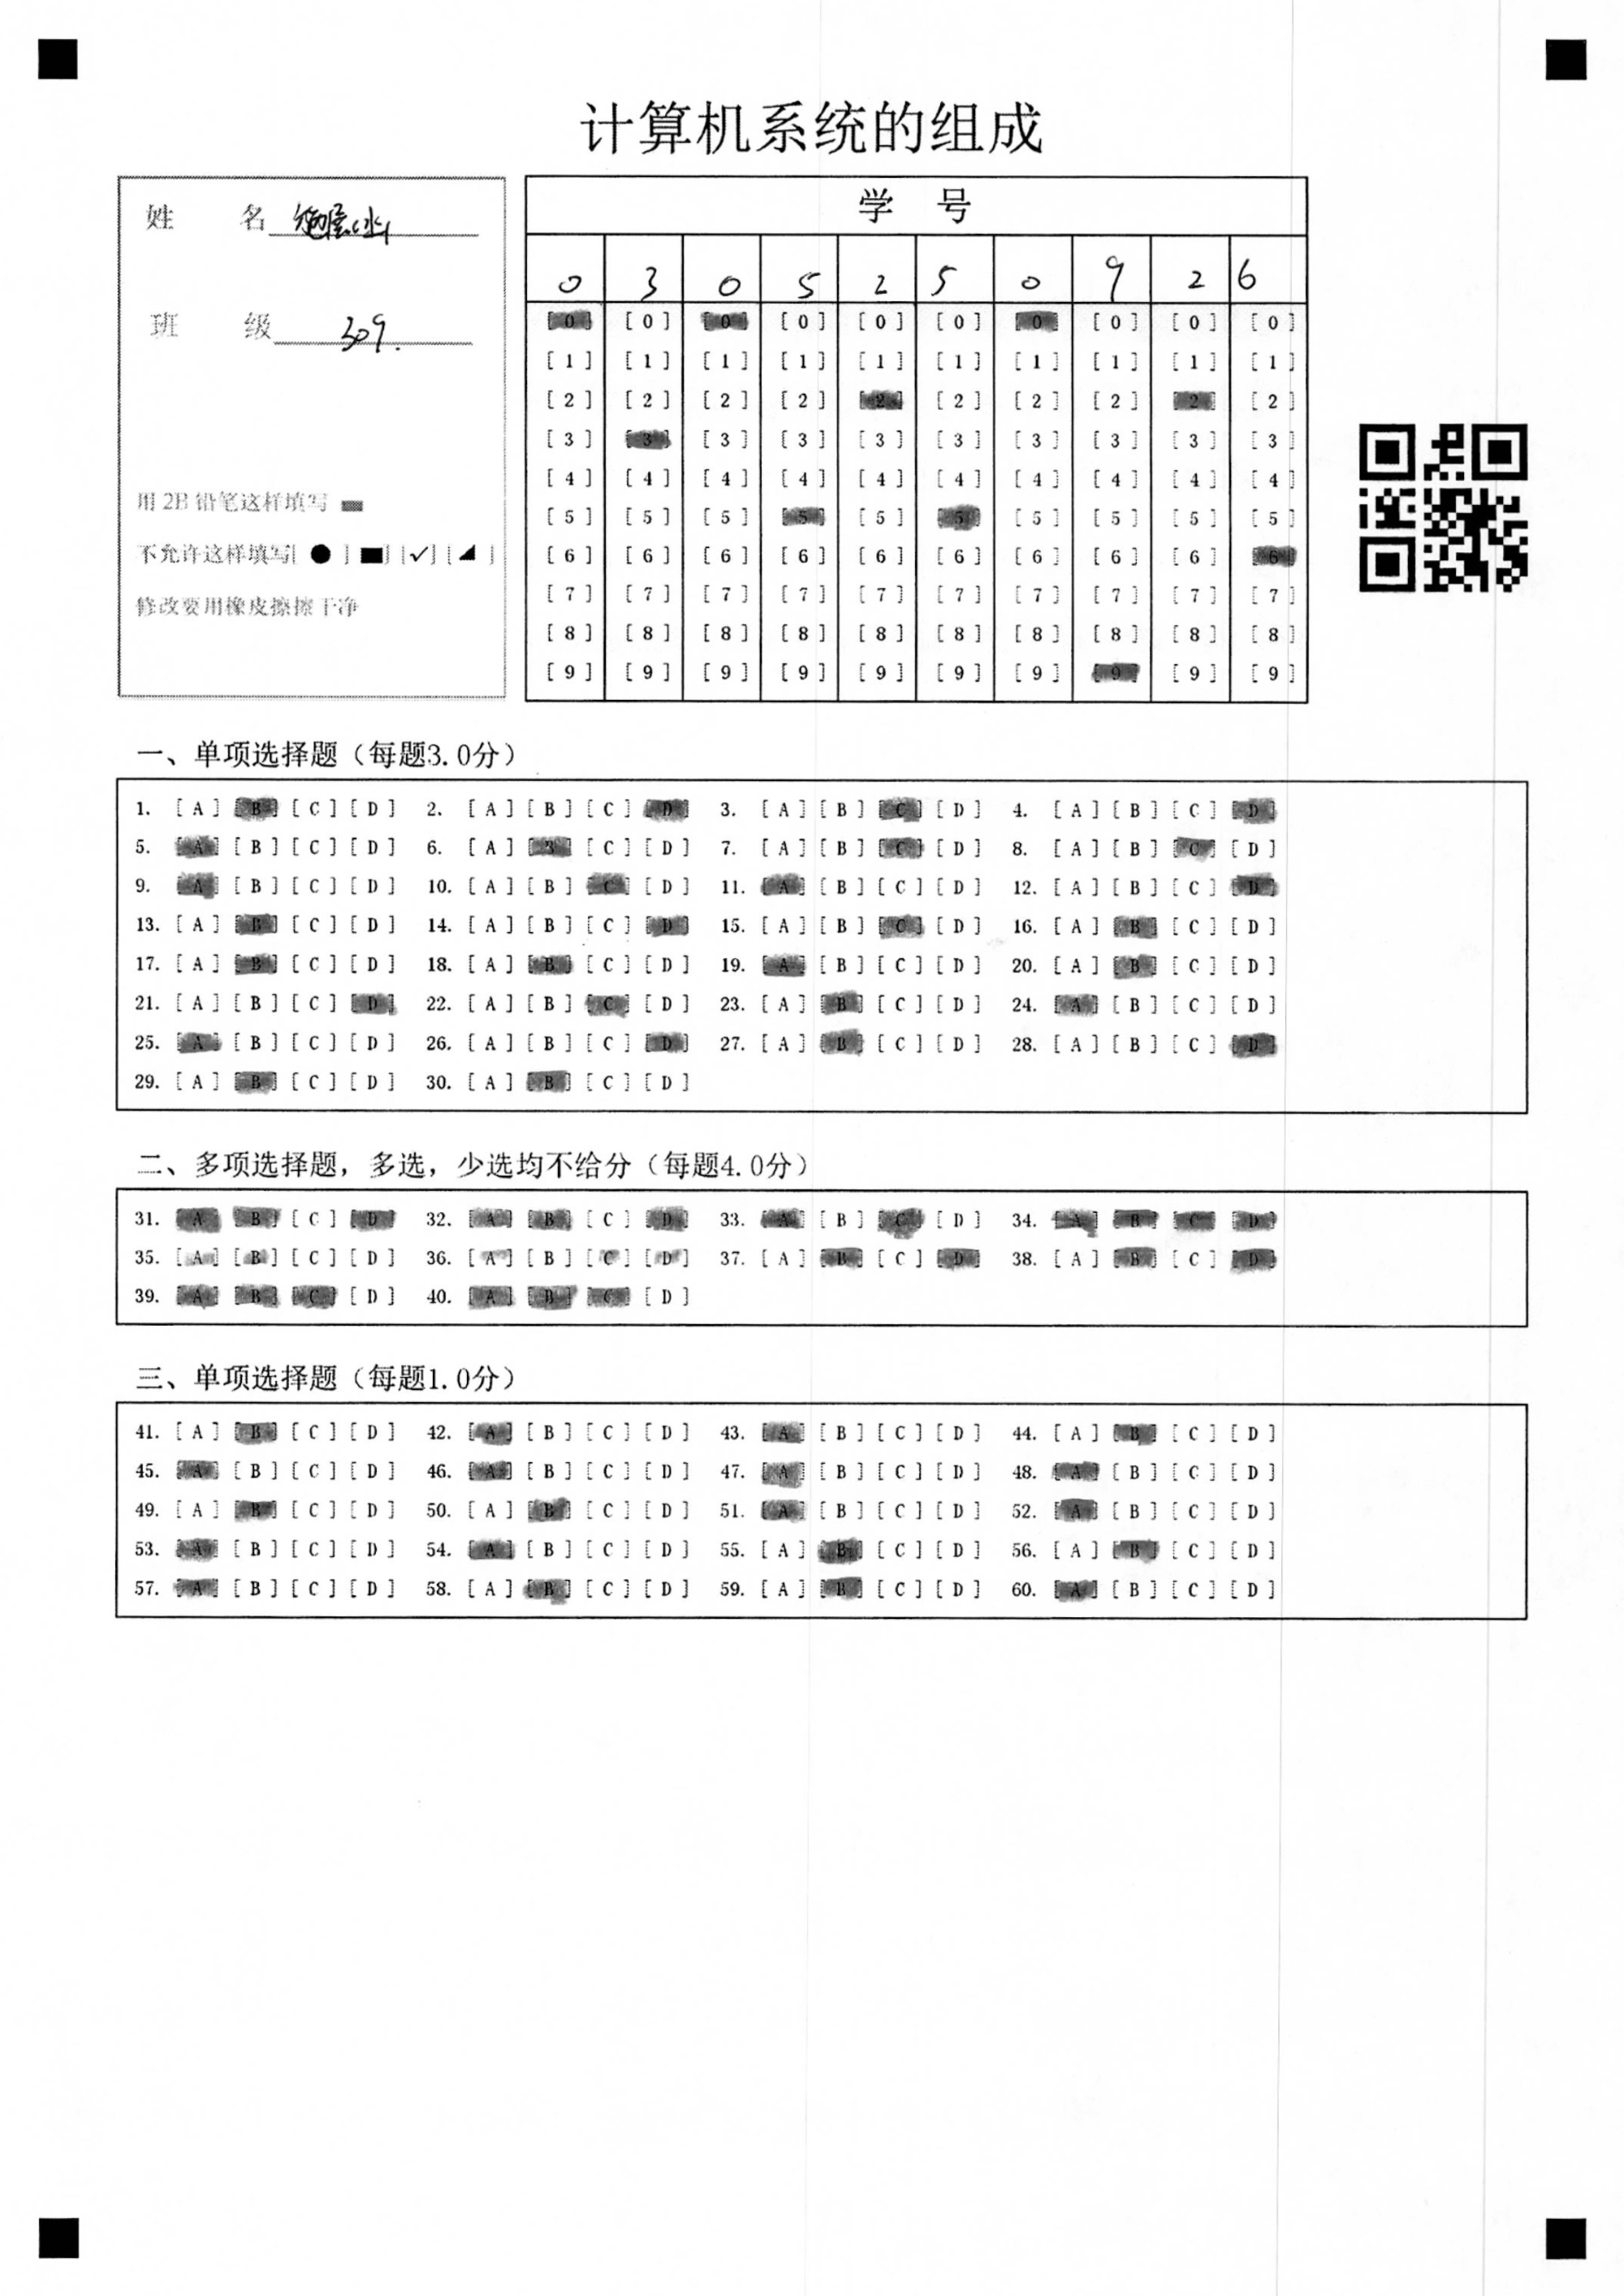 计算机系统的组成
姓 名
班 级 309.
用 2B 铅笔这样填写
不允许这样填写[ ● ] [■] [✓] [◢ ]
修改要用橡皮擦擦干净
学 号
0 3 0 5 2 5 0 9 2 6
[0] [0] [0] [0] [0] [0] [0] [0] [0] [0]
[1] [1] [1] [1] [1] [1] [1] [1] [1] [1]
[2] [2] [2] [2] [2] [2] [2] [2] [2] [2]
[3] [3] [3] [3] [3] [3] [3] [3] [3] [3]
[4] [4] [4] [4] [4] [4] [4] [4] [4] [4]
[5] [5] [5] [5] [5] [5] [5] [5] [5] [5]
[6] [6] [6] [6] [6] [6] [6] [6] [6] [6]
[7] [7] [7] [7] [7] [7] [7] [7] [7] [7]
[8] [8] [8] [8] [8] [8] [8] [8] [8] [8]
[9] [9] [9] [9] [9] [9] [9] [9] [9] [9]
一、单项选择题（每题3.0分）
1. [A] [B] [C] [D] 2. [A] [B] [C] [D] 3. [A] [B] [C] [D] 4. [A] [B] [C] [D]
5. [A] [B] [C] [D] 6. [A] [B] [C] [D] 7. [A] [B] [C] [D] 8. [A] [B] [C] [D]
9. [A] [B] [C] [D] 10. [A] [B] [C] [D] 11. [A] [B] [C] [D] 12. [A] [B] [C] [D]
13. [A] [B] [C] [D] 14. [A] [B] [C] [D] 15. [A] [B] [C] [D] 16. [A] [B] [C] [D]
17. [A] [B] [C] [D] 18. [A] [B] [C] [D] 19. [A] [B] [C] [D] 20. [A] [B] [C] [D]
21. [A] [B] [C] [D] 22. [A] [B] [C] [D] 23. [A] [B] [C] [D] 24. [A] [B] [C] [D]
25. [A] [B] [C] [D] 26. [A] [B] [C] [D] 27. [A] [B] [C] [D] 28. [A] [B] [C] [D]
29. [A] [B] [C] [D] 30. [A] [B] [C] [D]
二、多项选择题，多选，少选均不给分（每题4.0分）
31. [A] [B] [C] [D] 32. [A] [B] [C] [D] 33. [A] [B] [C] [D] 34. [A] [B] [C] [D]
35. [A] [B] [C] [D] 36. [A] [B] [C] [D] 37. [A] [B] [C] [D] 38. [A] [B] [C] [D]
39. [A] [B] [C] [D] 40. [A] [B] [C] [D]
三、单项选择题（每题1.0分）
41. [A] [B] [C] [D] 42. [A] [B] [C] [D] 43. [A] [B] [C] [D] 44. [A] [B] [C] [D]
45. [A] [B] [C] [D] 46. [A] [B] [C] [D] 47. [A] [B] [C] [D] 48. [A] [B] [C] [D]
49. [A] [B] [C] [D] 50. [A] [B] [C] [D] 51. [A] [B] [C] [D] 52. [A] [B] [C] [D]
53. [A] [B] [C] [D] 54. [A] [B] [C] [D] 55. [A] [B] [C] [D] 56. [A] [B] [C] [D]
57. [A] [B] [C] [D] 58. [A] [B] [C] [D] 59. [A] [B] [C] [D] 60. [A] [B] [C] [D]